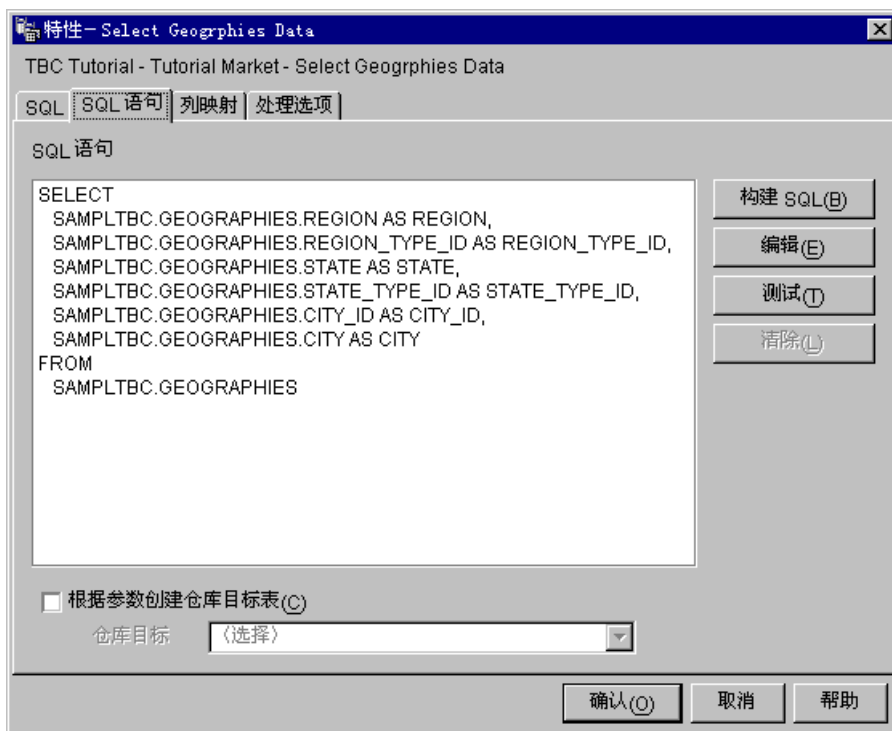 特性－Select Geogrphies Data
TBC Tutorial - Tutorial Market - Select Geogrphies Data
SQL SQL 语句 列映射 处理选项
SQL 语句
SELECT
SAMPLTBC.GEOGRAPHIES.REGION AS REGION,
SAMPLTBC.GEOGRAPHIES.REGION_TYPE_ID AS REGION_TYPE_ID,
SAMPLTBC.GEOGRAPHIES.STATE AS STATE,
SAMPLTBC.GEOGRAPHIES.STATE_TYPE_ID AS STATE_TYPE_ID,
SAMPLTBC.GEOGRAPHIES.CITY_ID AS CITY_ID,
SAMPLTBC.GEOGRAPHIES.CITY AS CITY
FROM
SAMPLTBC.GEOGRAPHIES
构建 SQL(B)
编辑(E)
测试(T)
清除(L)
根据参数创建仓库目标表(C)
仓库目标 〈选择〉
确认(O) 取消 帮助